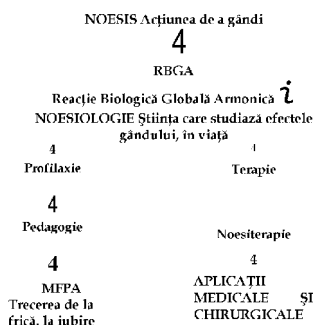 NOESIS Acțiunea de a gândi
4
RBGA
Reacție Biologică Globală Armonică i
NOESIOLOGIE Știința care studiază efectele
gândului, în viață
4 4
Profilaxie Terapie
4
Pedagogie Noesiterapie
4 4
MFPA
Trecerea de la
frică, la iubire
APLICAȚII
MEDICALE ȘI
CHIRURGICALE